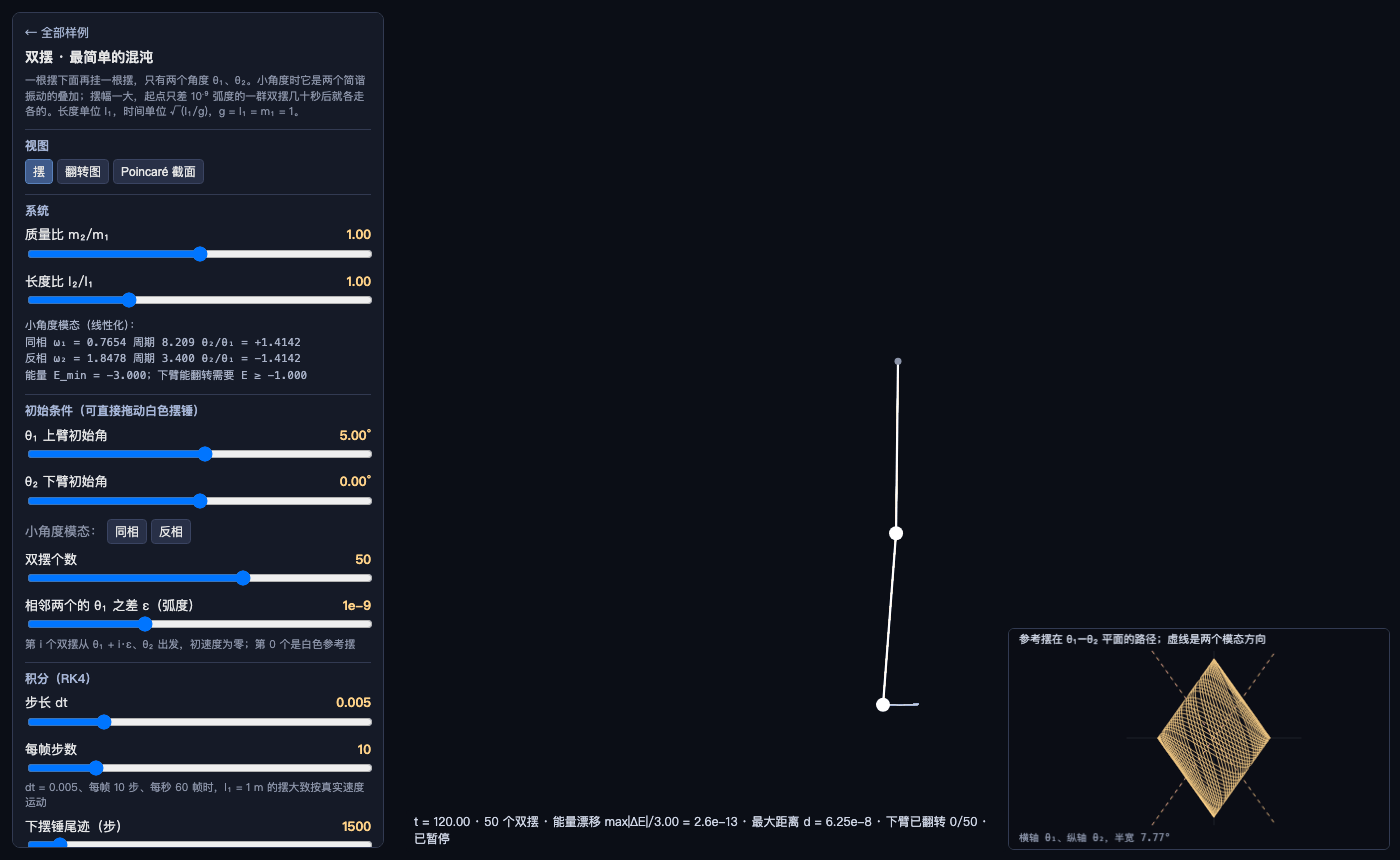 ← 全部样例
双摆 · 最简单的混沌
一根摆下面再挂一根摆，只有两个角度 θ₁、θ₂。小角度时它是两个简谐
振动的叠加；摆幅一大，起点只差 10⁻⁹ 弧度的一群双摆几十秒后就各走
各的。长度单位 l₁，时间单位 √(l₁/g)，g = l₁ = m₁ = 1。
视图
摆 翻转图 Poincaré 截面
系统
质量比 m₂/m₁ 1.00
长度比 l₂/l₁ 1.00
小角度模态（线性化）：
同相 ω₁ = 0.7654 周期 8.209 θ₂/θ₁ = +1.4142
反相 ω₂ = 1.8478 周期 3.400 θ₂/θ₁ = −1.4142
能量 E_min = −3.000；下臂能翻转需要 E ≥ −1.000
初始条件（可直接拖动白色摆锤）
θ₁ 上臂初始角 5.00°
θ₂ 下臂初始角 0.00°
小角度模态： 同相 反相
双摆个数 50
相邻两个的 θ₁ 之差 ε（弧度） 1e−9
第 i 个双摆从 θ₁ + i·ε、θ₂ 出发，初速度为零；第 0 个是白色参考摆
积分（RK4）
步长 dt 0.005
每帧步数 10
dt = 0.005、每帧 10 步、每秒 60 帧时，l₁ = 1 m 的摆大致按真实速度
运动
下摆锤尾迹（步） 1500
t = 120.00 · 50 个双摆 · 能量漂移 max|ΔE|/3.00 = 2.6e−13 · 最大距离 d = 6.25e−8 · 下臂已翻转 0/50 ·
已暂停
参考摆在 θ₁–θ₂ 平面的路径；虚线是两个模态方向
横轴 θ₁、纵轴 θ₂，半宽 7.77°